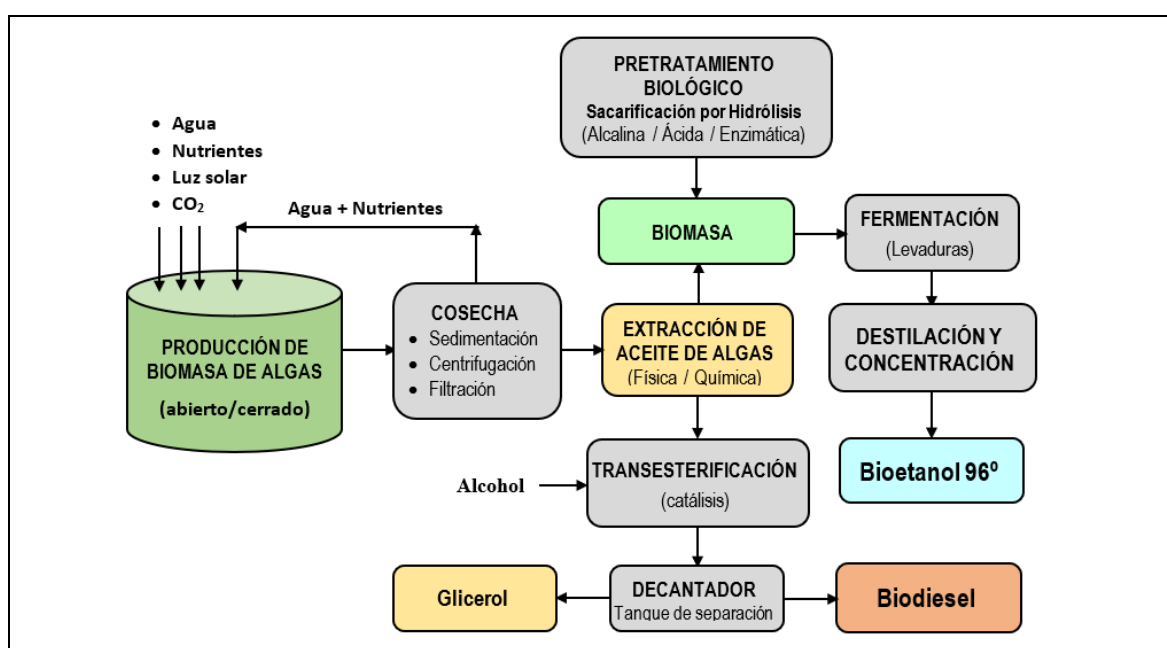 PRETRATAMIENTO
BIOLÓGICO
Sacarificación por Hidrólisis
(Alcalina / Ácida / Enzimática)
• Agua
• Nutrientes
• Luz solar
• CO₂
Agua + Nutrientes
BIOMASA
FERMENTACIÓN
(Levaduras)
PRODUCCIÓN DE
BIOMASA DE ALGAS
(abierto/cerrado)
COSECHA
• Sedimentación
• Centrifugación
• Filtración
EXTRACCIÓN DE
ACEITE DE ALGAS
(Física / Química)
DESTILACIÓN Y
CONCENTRACIÓN
Alcohol
TRANSESTERIFICACIÓN
(catálisis)
Bioetanol 96º
Glicerol
DECANTADOR
Tanque de separación
Biodiesel